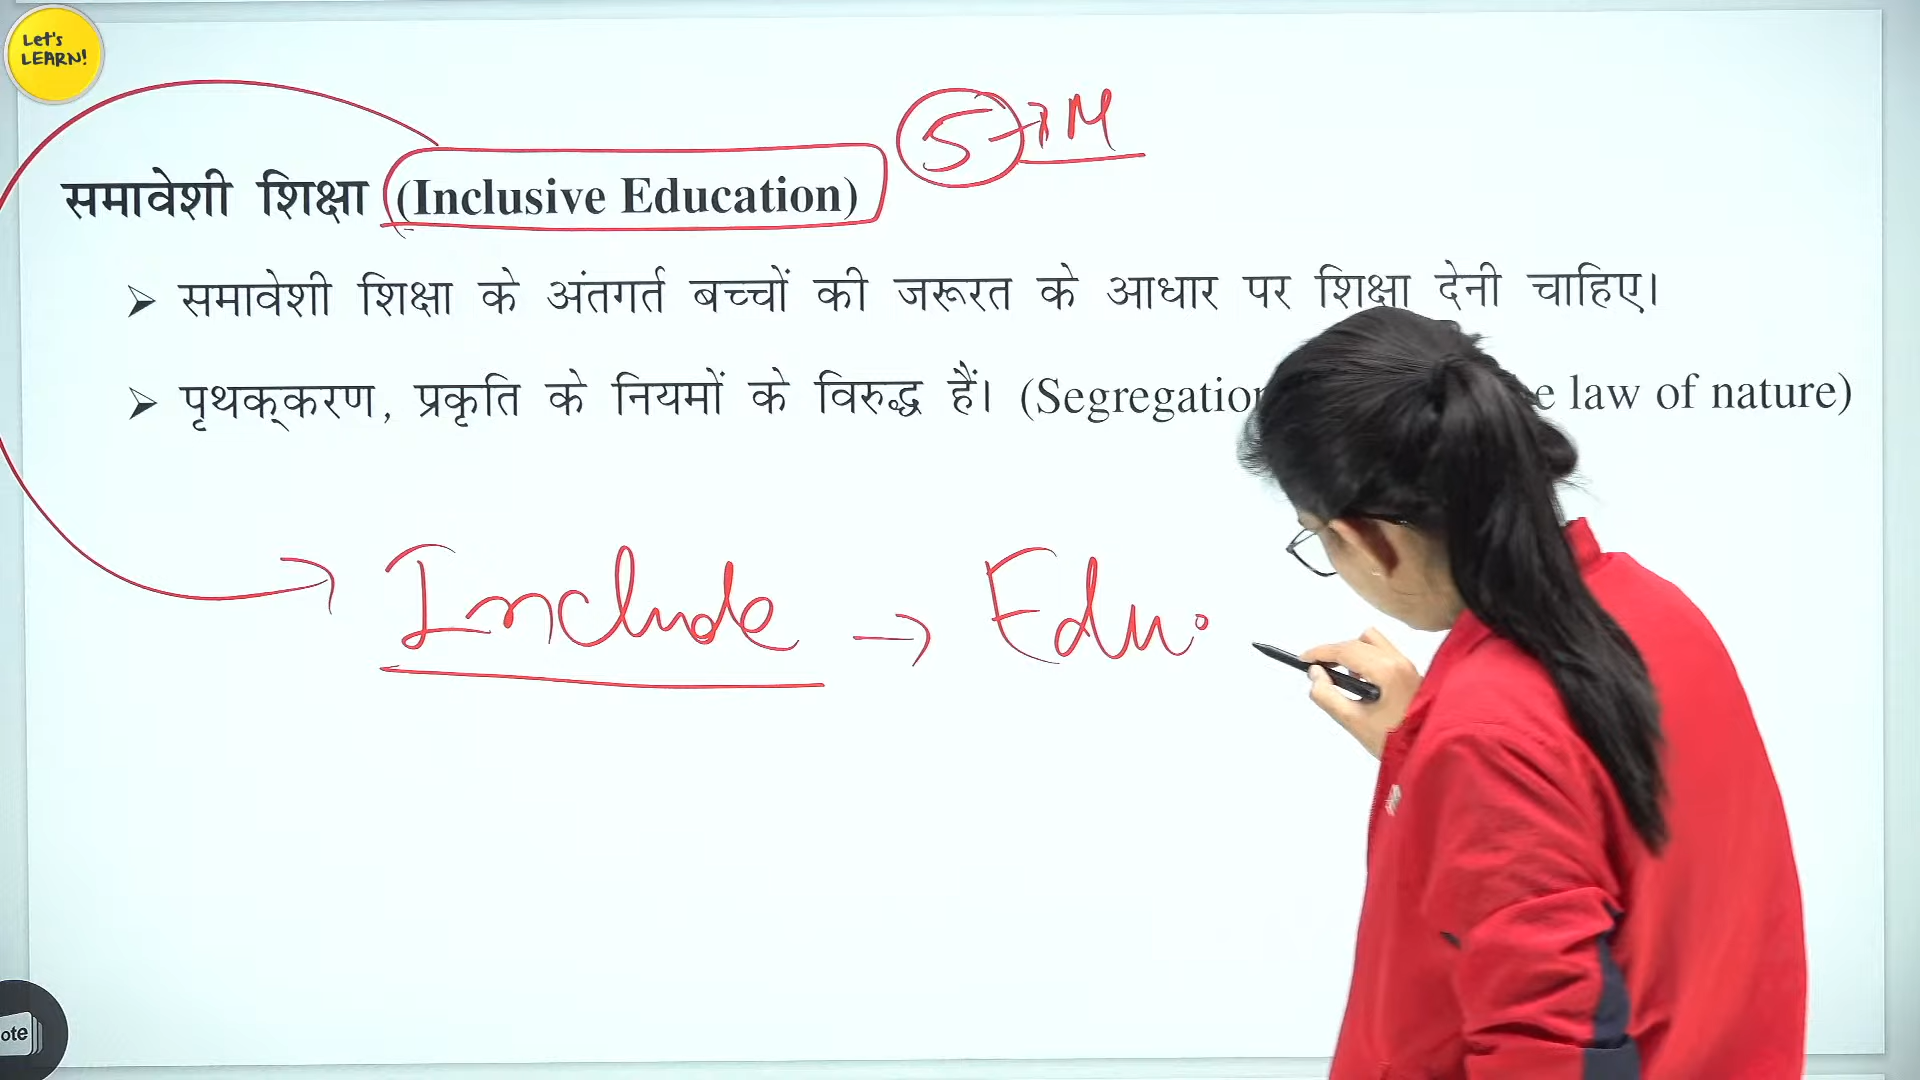 Let's
LEARN!
5 → M
समावेशी शिक्षा (Inclusive Education)
➢ समावेशी शिक्षा के अंतगर्त बच्चों की जरूरत के आधार पर शिक्षा देनी चाहिए।
➢ पृथक्करण, प्रकृति के नियमों के विरुद्ध हैं। (Segregation law of nature)
→ Include → Edu.
ote